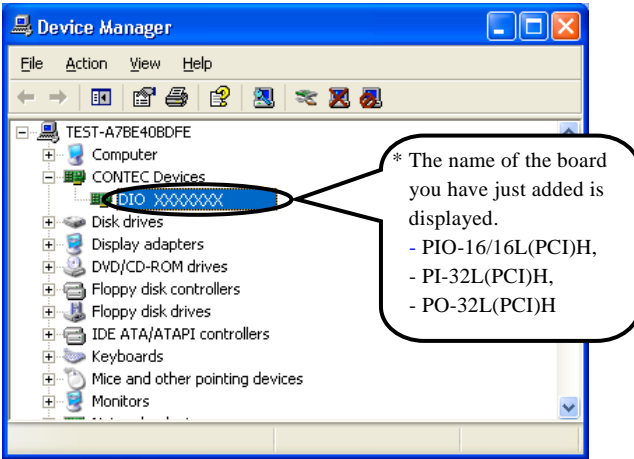 Device Manager
File Action View Help
TEST-A7BE40BDFE
Computer
CONTEC Devices
DIO XXXXXXXX
Disk drives
Display adapters
DVD/CD-ROM drives
Floppy disk controllers
Floppy disk drives
IDE ATA/ATAPI controllers
Keyboards
Mice and other pointing devices
Monitors
* The name of the board
you have just added is
displayed.
- PIO-16/16L(PCI)H,
- PI-32L(PCI)H,
- PO-32L(PCI)H